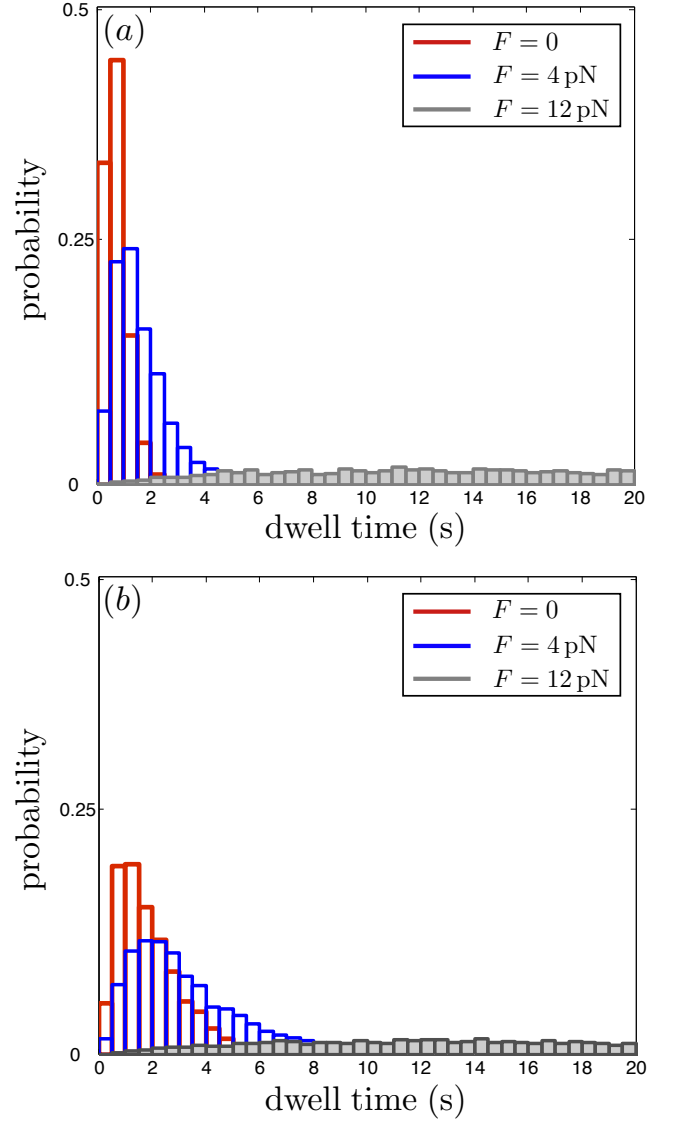 (a)
F = 0
F = 4 pN
F = 12 pN
probability
0.5
0.25
0
0 2 4 6 8 10 12 14 16 18 20
dwell time (s)
(b)
F = 0
F = 4 pN
F = 12 pN
probability
0.5
0.25
0
0 2 4 6 8 10 12 14 16 18 20
dwell time (s)